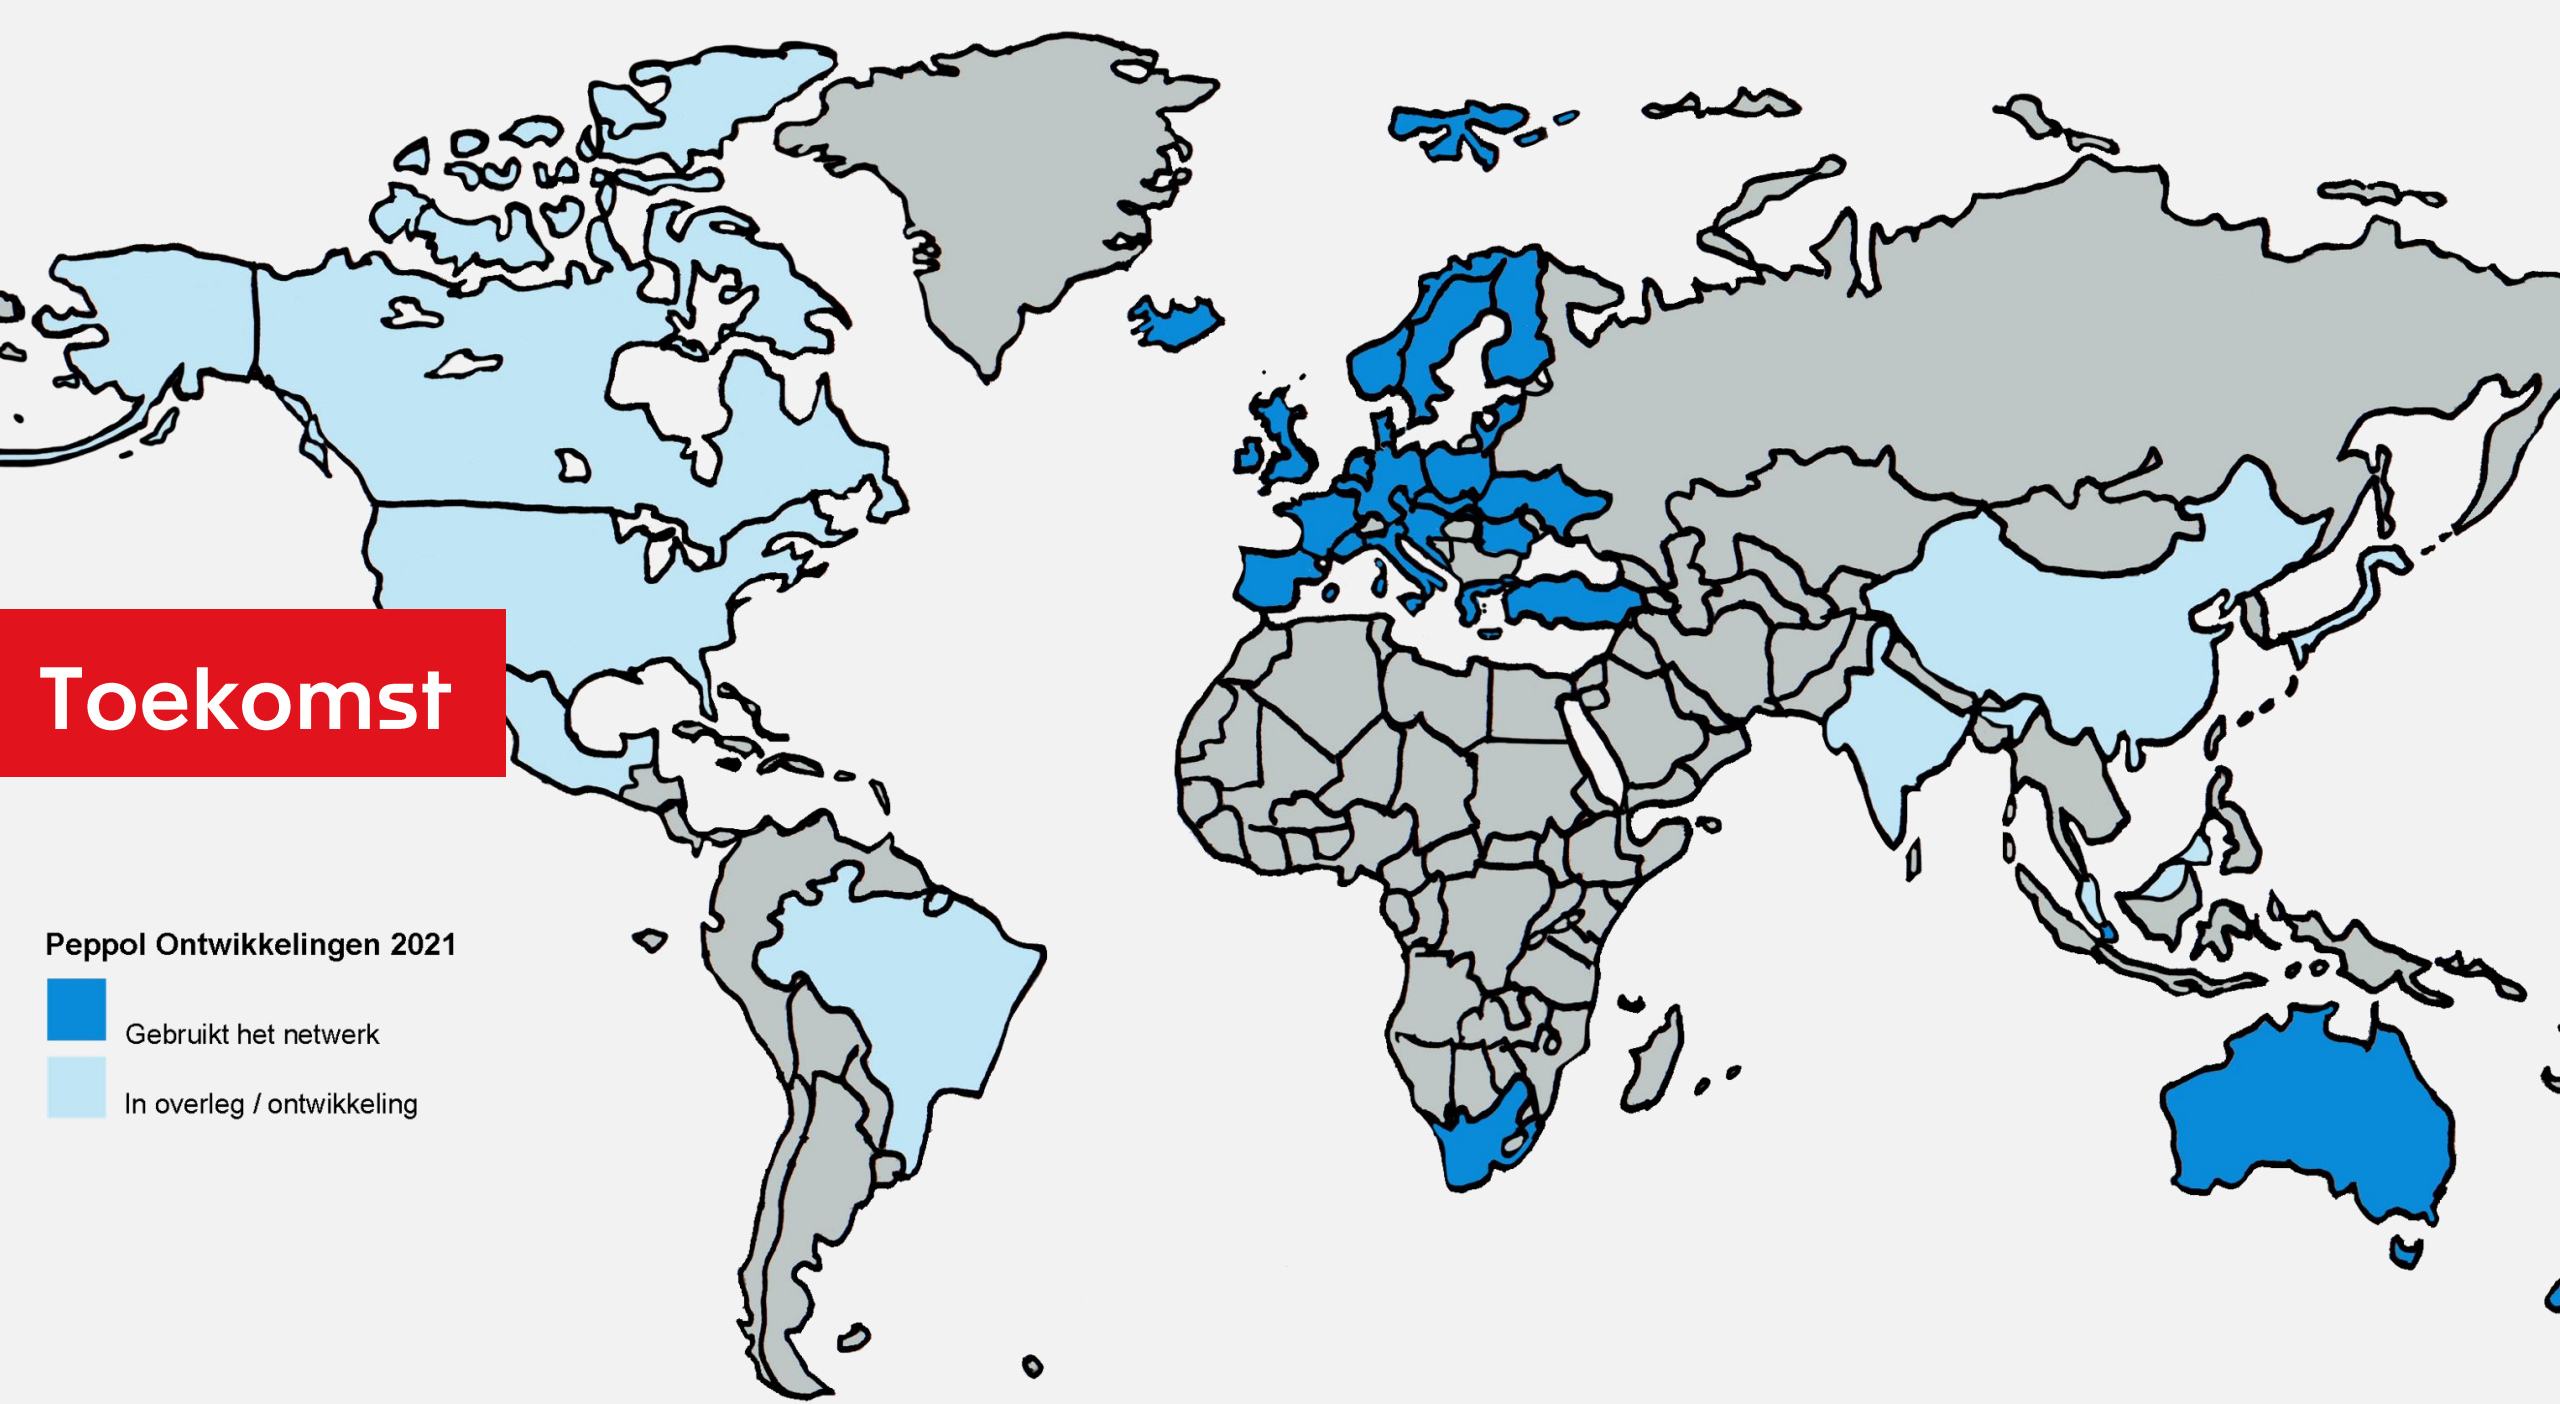 Toekomst
Peppol Ontwikkelingen 2021
Gebruikt het netwerk
In overleg / ontwikkeling